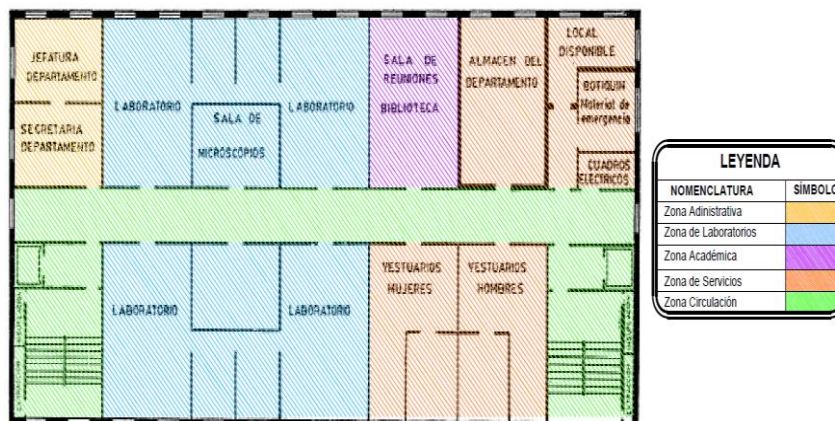 JEFATURA
DEPARTAMENTO
SECRETARIA
DEPARTAMENTO
LABORATORIO
SALA DE
MICROSCOPIOS
LABORATORIO
SALA DE
REUNIONES
BIBLIOTECA
ALMACEN DEL
DEPARTAMENTO
LOCAL
DISPONIBLE
BOTIQUIN
Material de
emergencia
CUADROS
ELECTRICOS
LABORATORIO
LABORATORIO
VESTUARIOS
MUJERES
VESTUARIOS
HOMBRES
LEYENDA
NOMENCLATURA SÍMBOLO
Zona Adinistrativa
Zona de Laboratorios
Zona Académica
Zona de Servicios
Zona Circulación